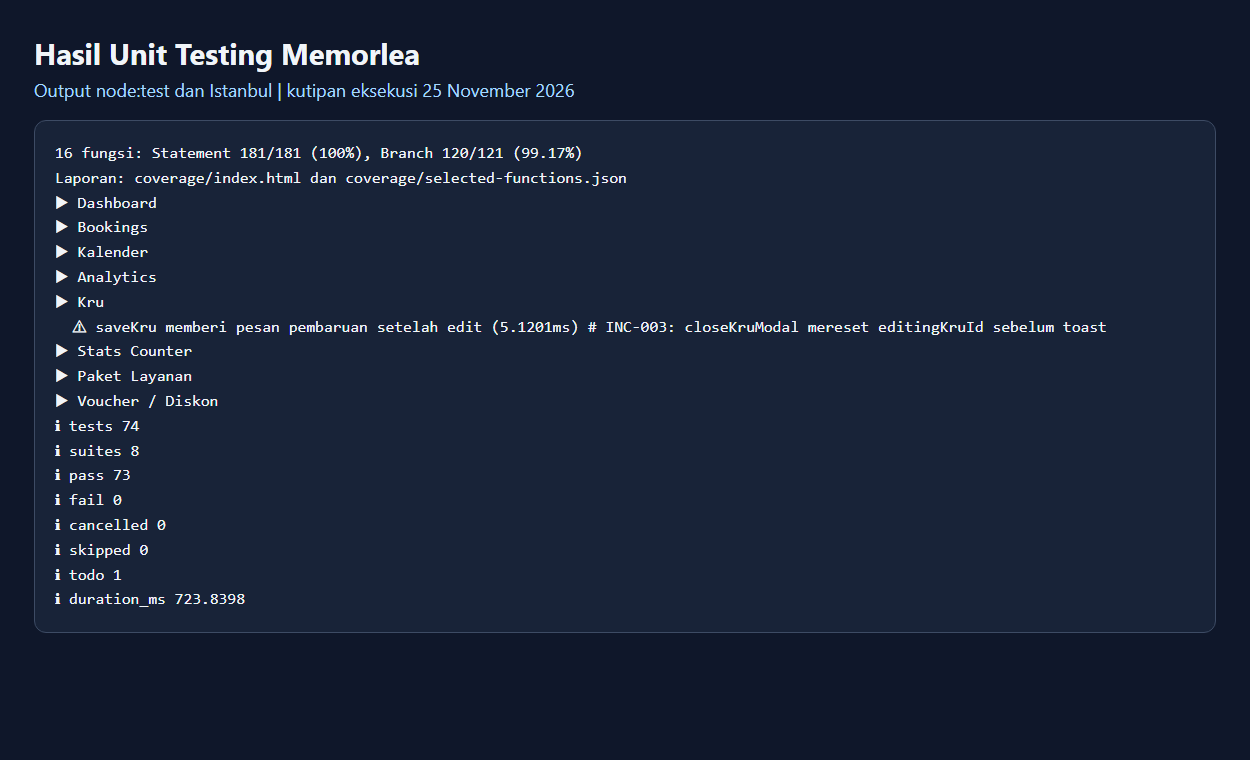 Hasil Unit Testing Memorlea
Output node:test dan Istanbul | kutipan eksekusi 25 November 2026
16 fungsi: Statement 181/181 (100%), Branch 120/121 (99.17%)
Laporan: coverage/index.html dan coverage/selected-functions.json
▶ Dashboard
▶ Bookings
▶ Kalender
▶ Analytics
▶ Kru
⚠ saveKru memberi pesan pembaruan setelah edit (5.1201ms) # INC-003: closeKruModal mereset editingKruId sebelum toast
▶ Stats Counter
▶ Paket Layanan
▶ Voucher / Diskon
ℹ tests 74
ℹ suites 8
ℹ pass 73
ℹ fail 0
ℹ cancelled 0
ℹ skipped 0
ℹ todo 1
ℹ duration_ms 723.8398